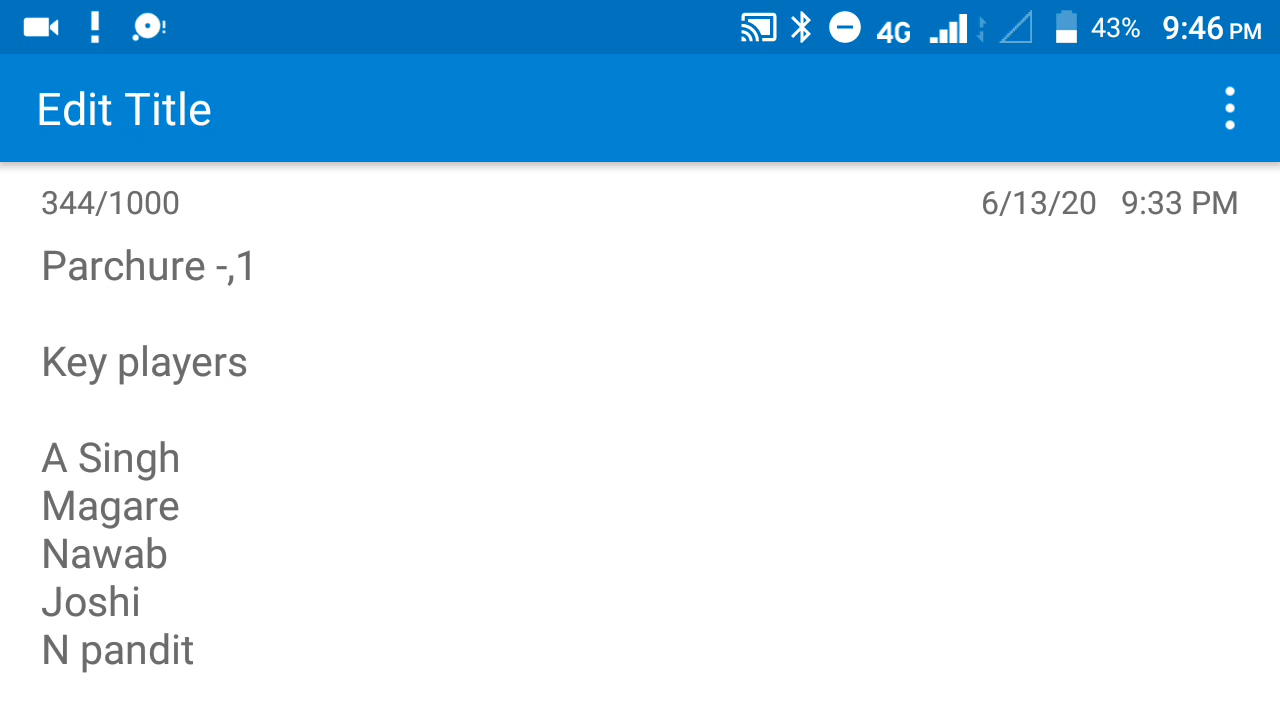 4G 43% 9:46 PM
Edit Title
344/1000 6/13/20 9:33 PM
Parchure -,1
Key players
A Singh
Magare
Nawab
Joshi
N pandit